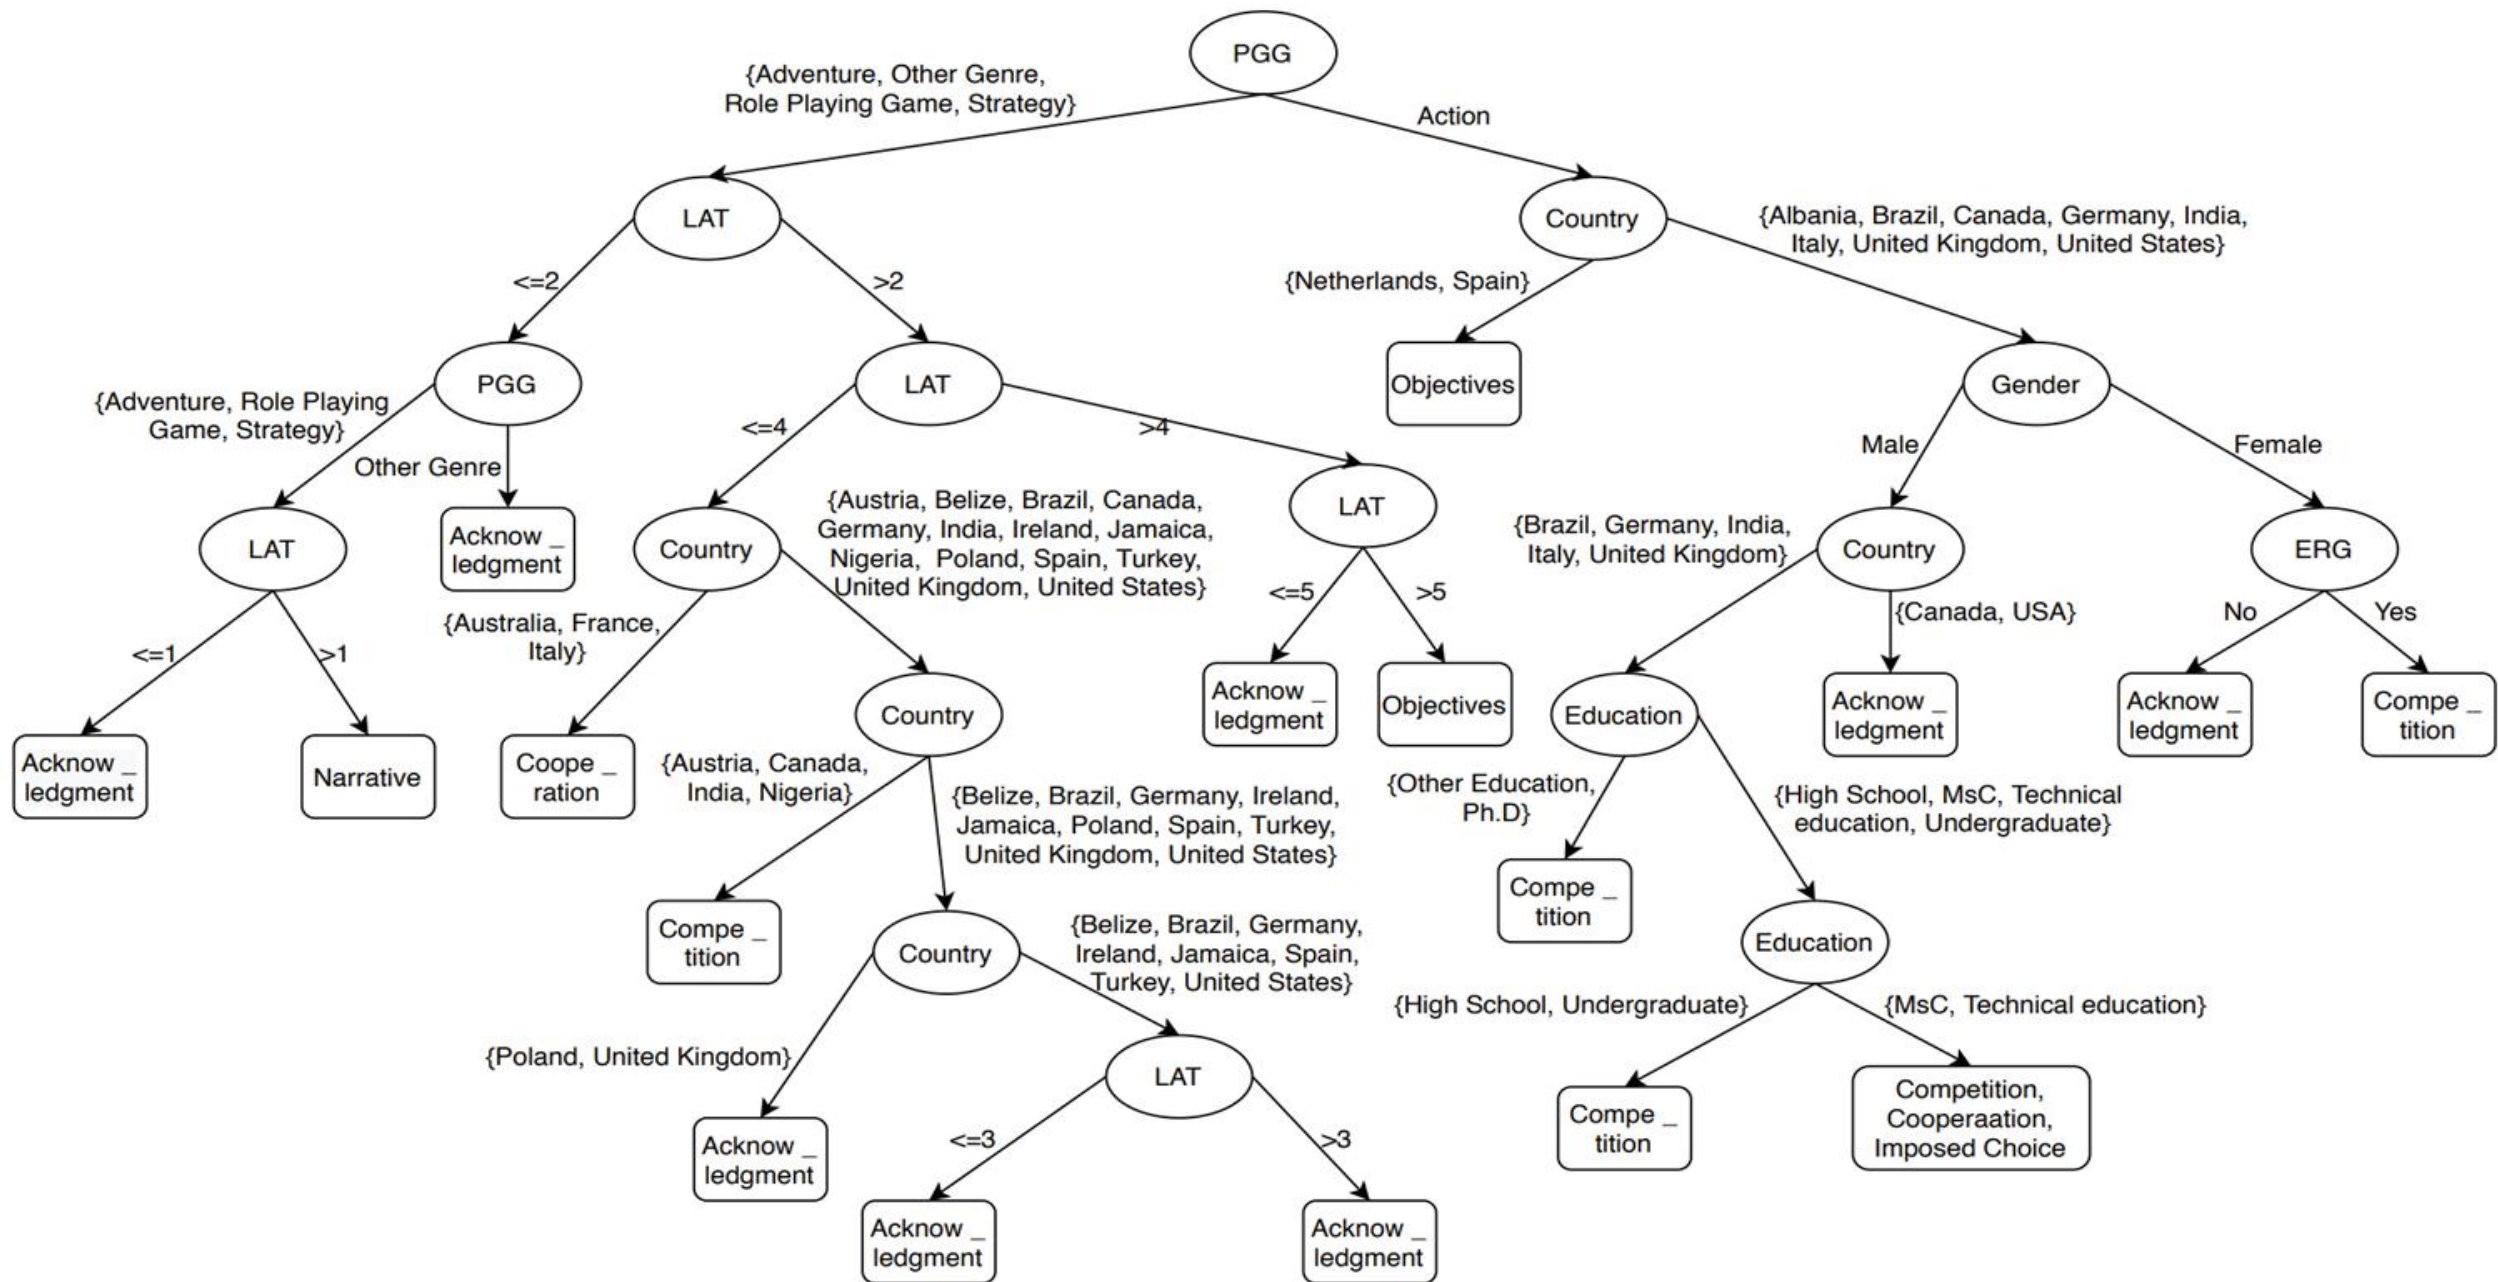 PGG
{Adventure, Other Genre,
Role Playing Game, Strategy}
Action
LAT
Country
{Albania, Brazil, Canada, Germany, India,
Italy, United Kingdom, United States}
<=2
>2
{Netherlands, Spain}
PGG
LAT
Objectives
Gender
{Adventure, Role Playing
Game, Strategy}
Other Genre
<=4
>4
Male
Female
LAT
Acknow _
ledgment
Country
{Austria, Belize, Brazil, Canada,
Germany, India, Ireland, Jamaica,
Nigeria, Poland, Spain, Turkey,
United Kingdom, United States}
LAT
{Brazil, Germany, India,
Italy, United Kingdom}
Country
ERG
<=1
>1
{Australia, France,
Italy}
<=5
>5
{Canada, USA}
No
Yes
Acknow _
ledgment
Narrative
Coope _
ration
Country
Acknow _
ledgment
Objectives
Education
Acknow _
ledgment
Acknow _
ledgment
Compe _
tition
{Austria, Canada,
India, Nigeria}
{Belize, Brazil, Germany, Ireland,
Jamaica, Poland, Spain, Turkey,
United Kingdom, United States}
{Other Education,
Ph.D}
{High School, MsC, Technical
education, Undergraduate}
Compe _
tition
Country
{Belize, Brazil, Germany,
Ireland, Jamaica, Spain,
Turkey, United States}
Compe _
tition
Education
{Poland, United Kingdom}
LAT
{High School, Undergraduate}
{MsC, Technical education}
Acknow _
ledgment
<=3
>3
Compe _
tition
Competition,
Cooperaation,
Imposed Choice
Acknow _
ledgment
Acknow _
ledgment